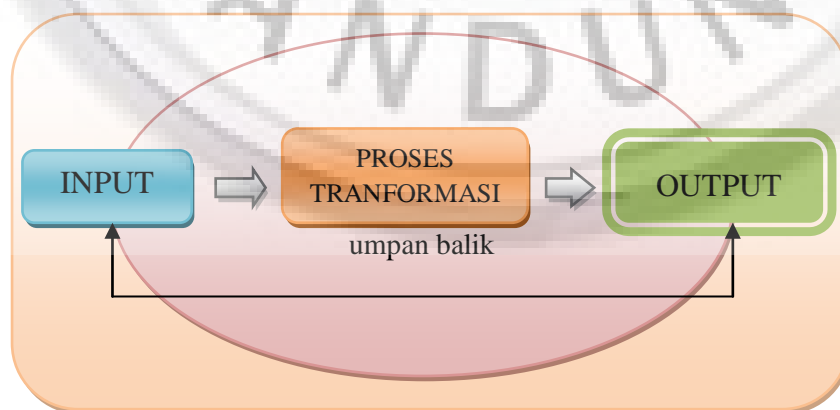 INPUT
PROSES
TRANFORMASI
OUTPUT
umpan balik